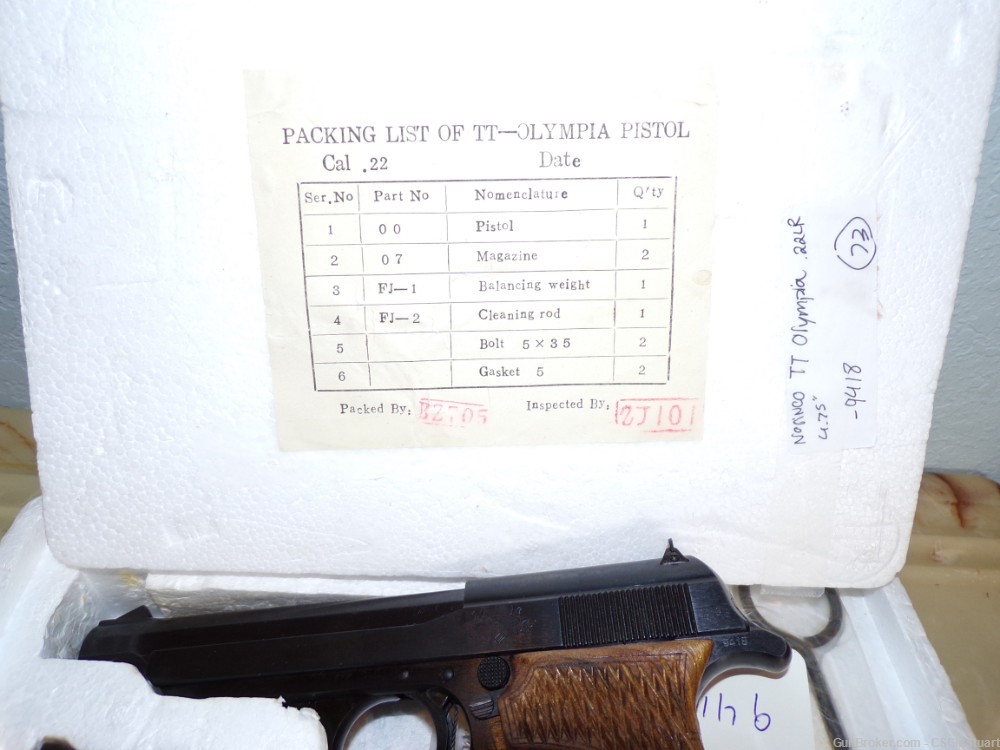 PACKING LIST OF TT—OLYMPIA PISTOL
Cal .22 Date
Ser.No Part No Nomenclature Q'ty
1 00 Pistol 1
2 07 Magazine 2
3 FJ—1 Balancing weight 1
4 FJ—2 Cleaning rod 1
5 Bolt 5×35 2
6 Gasket 5 2
Packed By: Inspected By:
NORINCO TT Olympia .22LR
4.75"
-9418
73
9418
GunBroker.com